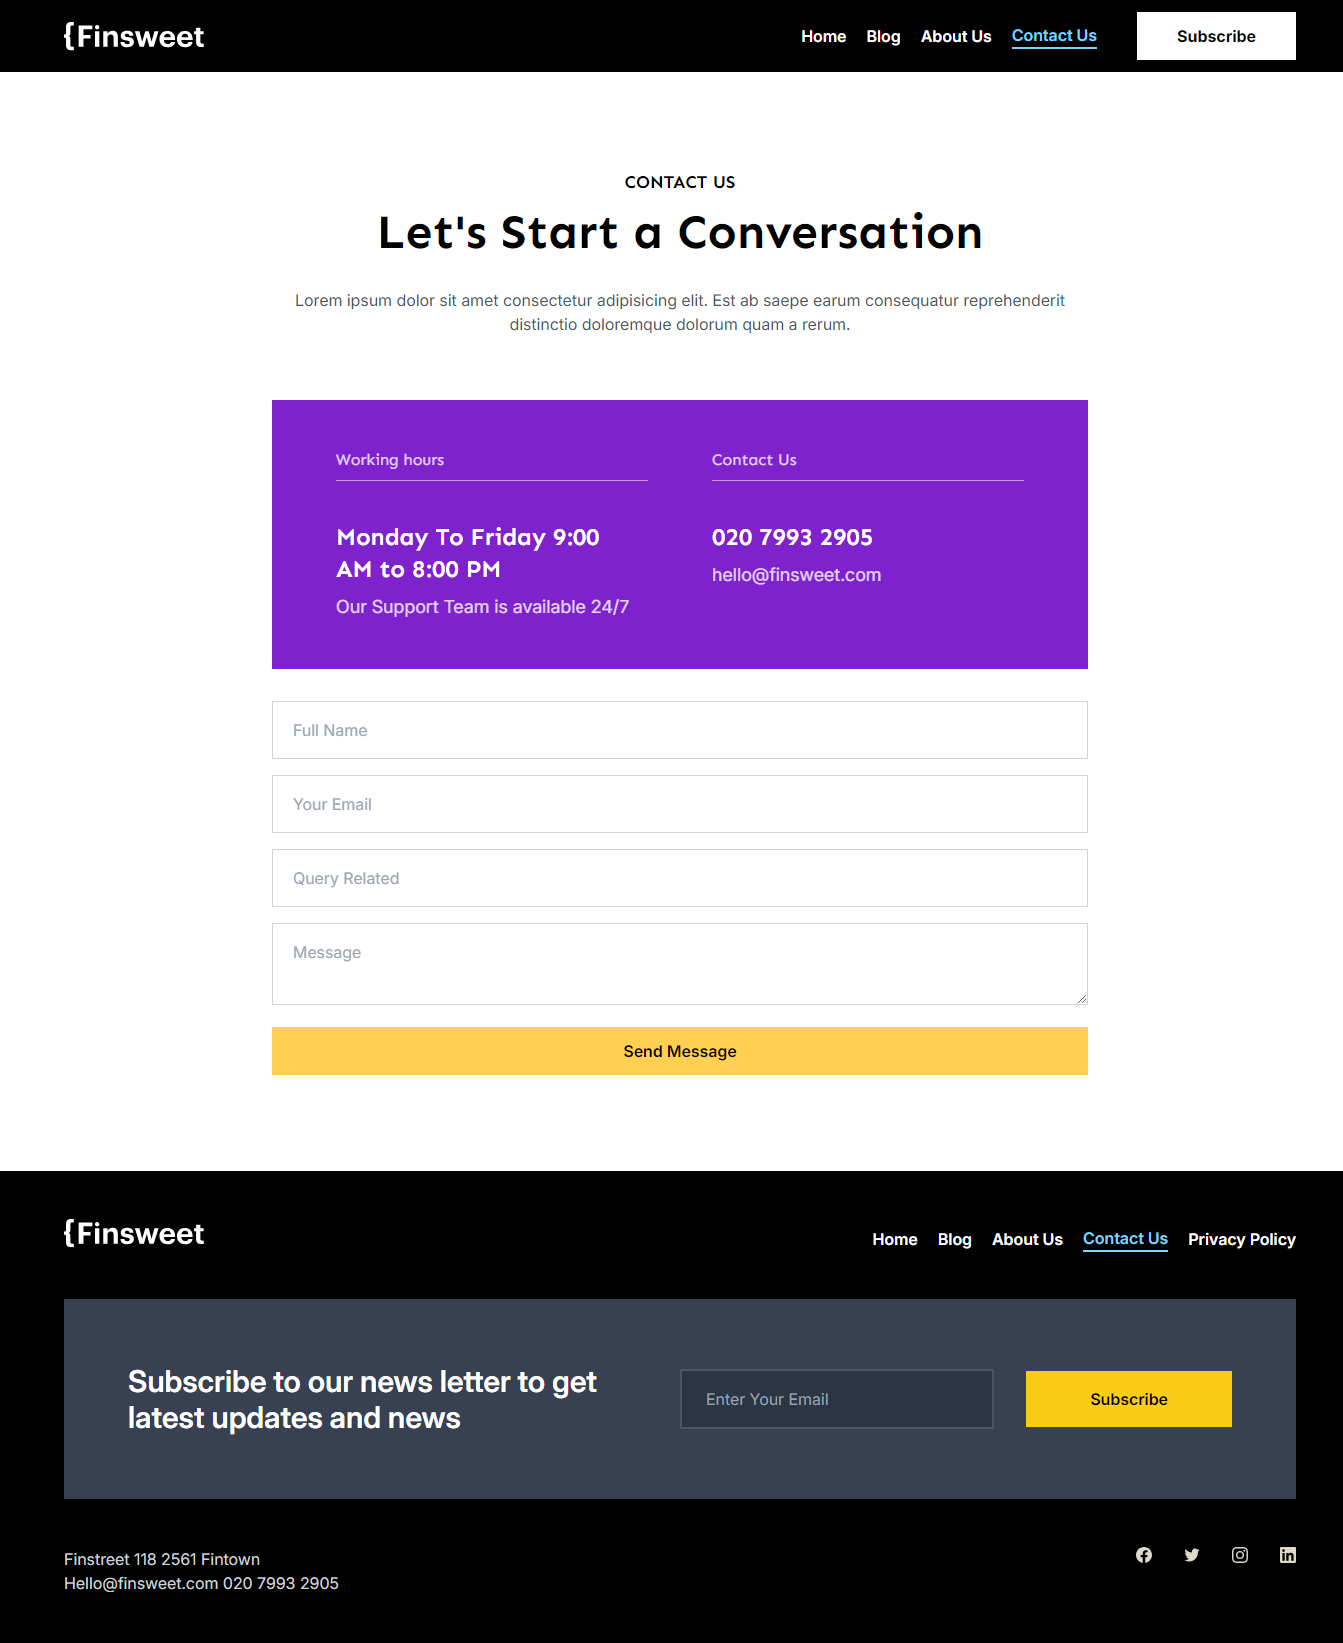 {Finsweet
Home Blog About Us Contact Us Subscribe
CONTACT US
Let's Start a Conversation
Lorem ipsum dolor sit amet consectetur adipisicing elit. Est ab saepe earum consequatur reprehenderit
distinctio doloremque dolorum quam a rerum.
Working hours
Monday To Friday 9:00
AM to 8:00 PM
Our Support Team is available 24/7
Contact Us
020 7993 2905
hello@finsweet.com
Full Name
Your Email
Query Related
Message
Send Message
{Finsweet
Home Blog About Us Contact Us Privacy Policy
Subscribe to our news letter to get
latest updates and news
Enter Your Email
Subscribe
Finstreet 118 2561 Fintown
Hello@finsweet.com 020 7993 2905